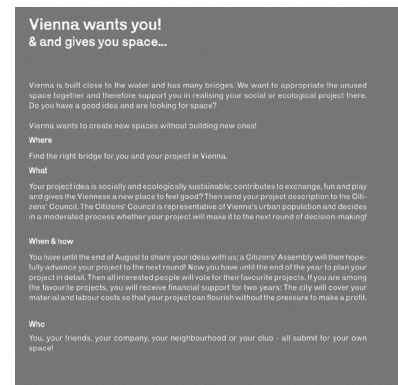 Vienna wants you!
& and gives you space...
Vienna is built close to the water and has many bridges. We want to appropriate the unused
space together and therefore support you in realising your social or ecological project there.
Do you have a good idea and are looking for space?
Vienna wants to create new spaces without building new ones!
Where
Find the right bridge for you and your project in Vienna.
What
Your project idea is socially and ecologically sustainable; contributes to exchange, fun and play
and gives the Viennese a new place to feel good? Then send your project description to the Citi-
zens' Council. The Citizens' Council is representative of Vienna's urban population and decides
in a moderated process whether your project will make it to the next round of decision-making!
When & how
You have until the end of August to share your ideas with us; a Citizens' Assembly will then hope-
fully advance your project to the next round! Now you have until the end of the year to plan your
project in detail. Then all interested people will vote for their favourite projects. If you are among
the favourite projects, you will receive financial support for two years: The city will cover your
material and labour costs so that your project can flourish without the pressure to make a profit.
Who
You, your friends, your company, your neighbourhood or your club - all submit for your own
space!